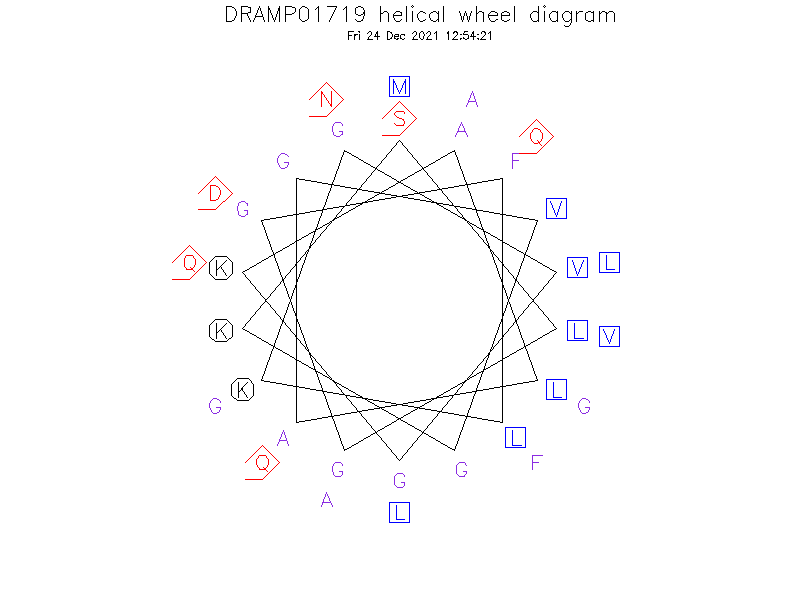 DRAMP01719 helical wheel diagram
Fri 24 Dec 2021 12:54:21
M
N A
S
G A
Q
G F
D
G V
Q K V L
K L V
K L
G G
A L
Q F
G G
G
A
L